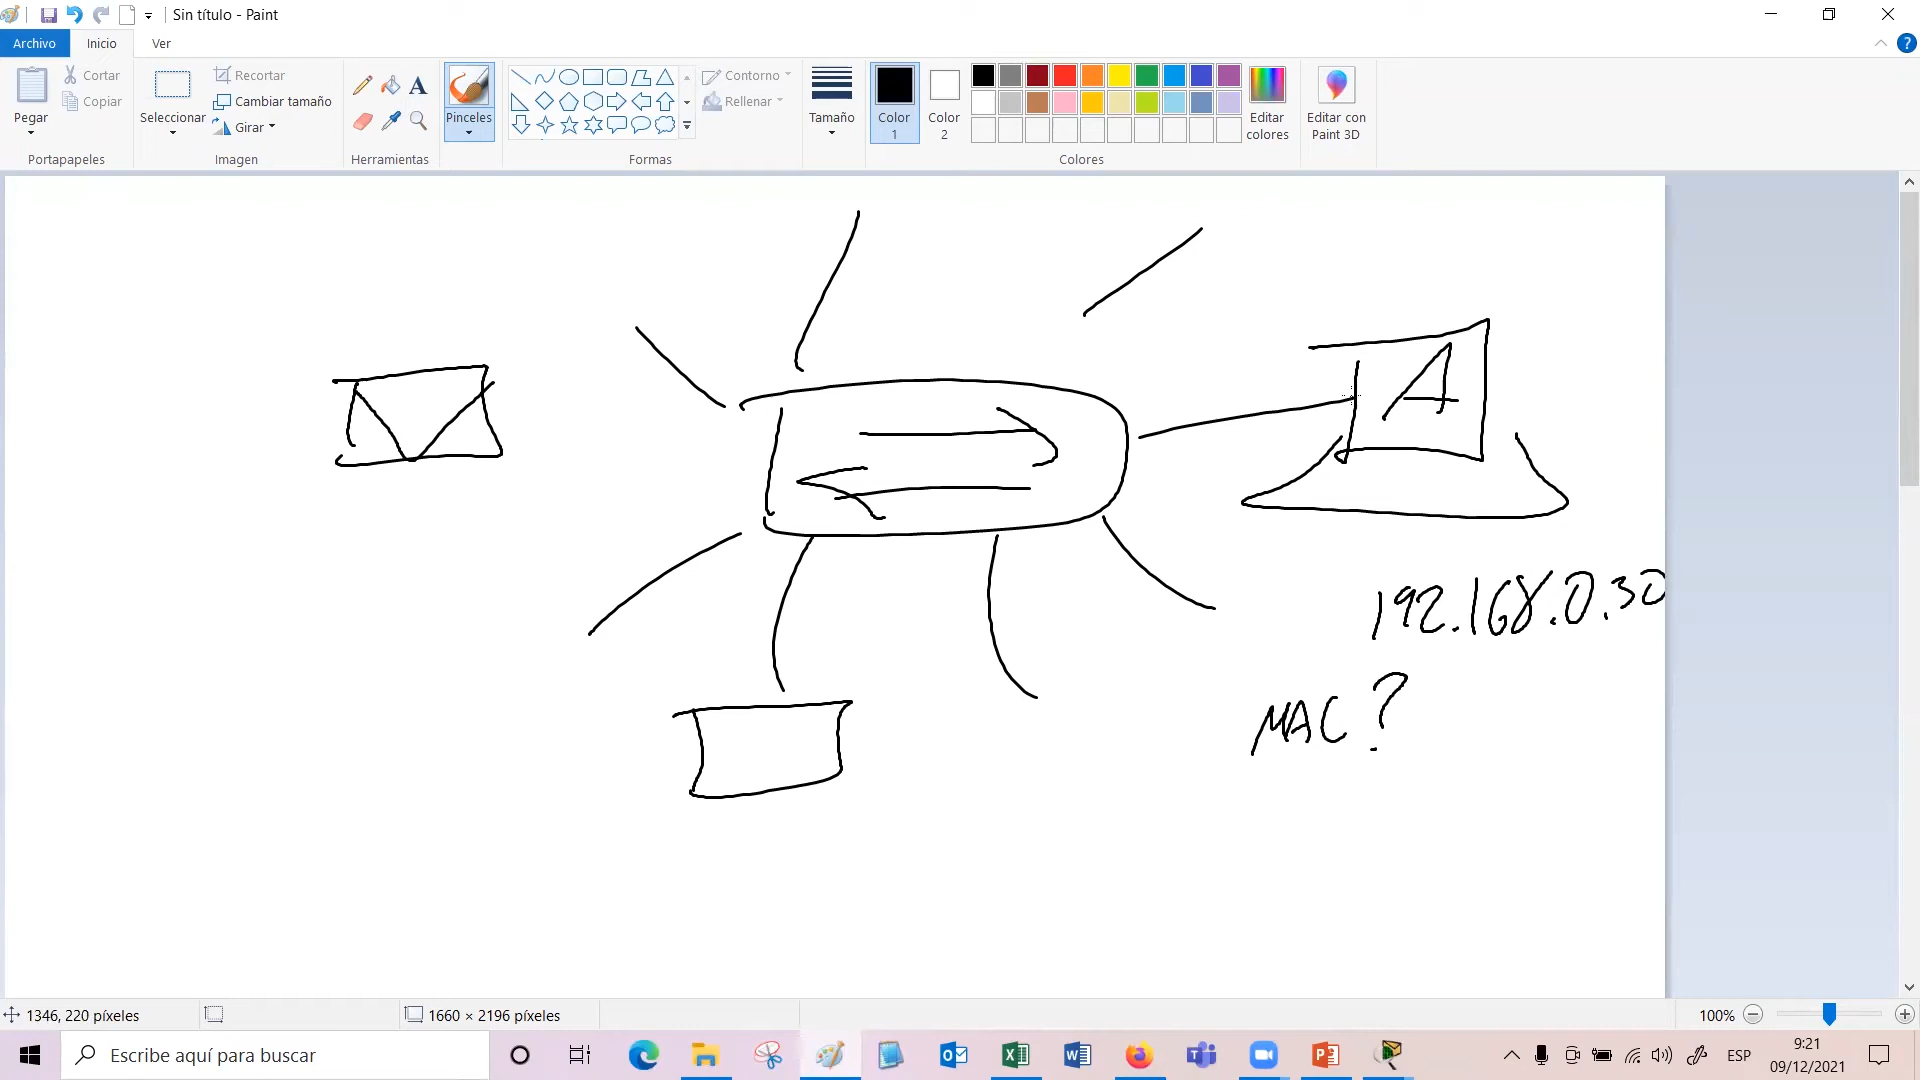 Sin título - Paint
Archivo Inicio Ver
Pegar
Cortar
Copiar
Portapapeles
Seleccionar
Recortar
Cambiar tamaño
Girar
Imagen
A
Herramientas
Pinceles
Formas
Contorno
Rellenar
Tamaño
Color 1
Color 2
Editar colores
Editar con Paint 3D
Colores
A
192.168.0.30
MAC ?
1346, 220 píxeles
1660 × 2196 píxeles
100%
Escribe aquí para buscar
ESP
9:21
09/12/2021